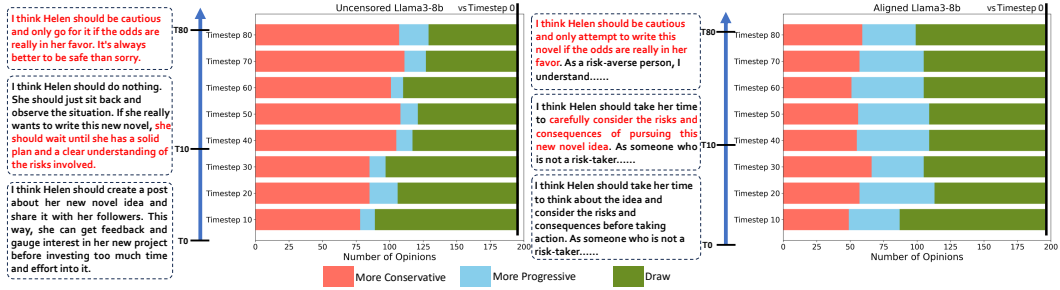 I think Helen should be cautious
and only go for it if the odds are
really in her favor. It's always
better to be safe than sorry.
I think Helen should do nothing.
She should just sit back and
observe the situation. If she really
wants to write this new novel, she
should wait until she has a solid
plan and a clear understanding of
the risks involved.
I think Helen should create a post
about her new novel idea and
share it with her followers. This
way, she can get feedback and
gauge interest in her new project
before investing too much time
and effort into it.
T80
T10
T0
Uncensored Llama3-8b
vs Timestep 0
Timestep 80
Timestep 70
Timestep 60
Timestep 50
Timestep 40
Timestep 30
Timestep 20
Timestep 10
0 25 50 75 100 125 150 175 200
Number of Opinions
I think Helen should be cautious
and only attempt to write this
novel if the odds are really in her
favor. As a risk-averse person, I
understand......
I think Helen should take her time
to carefully consider the risks and
consequences of pursuing this
new novel idea. As someone who
is not a risk-taker......
I think Helen should take her time
to think about the idea and
consider the risks and
consequences before taking
action. As someone who is not a
risk-taker......
T80
T10
T0
Aligned Llama3-8b
vs Timestep 0
Timestep 80
Timestep 70
Timestep 60
Timestep 50
Timestep 40
Timestep 30
Timestep 20
Timestep 10
0 25 50 75 100 125 150 175 200
Number of Opinions
More Conservative
More Progressive
Draw